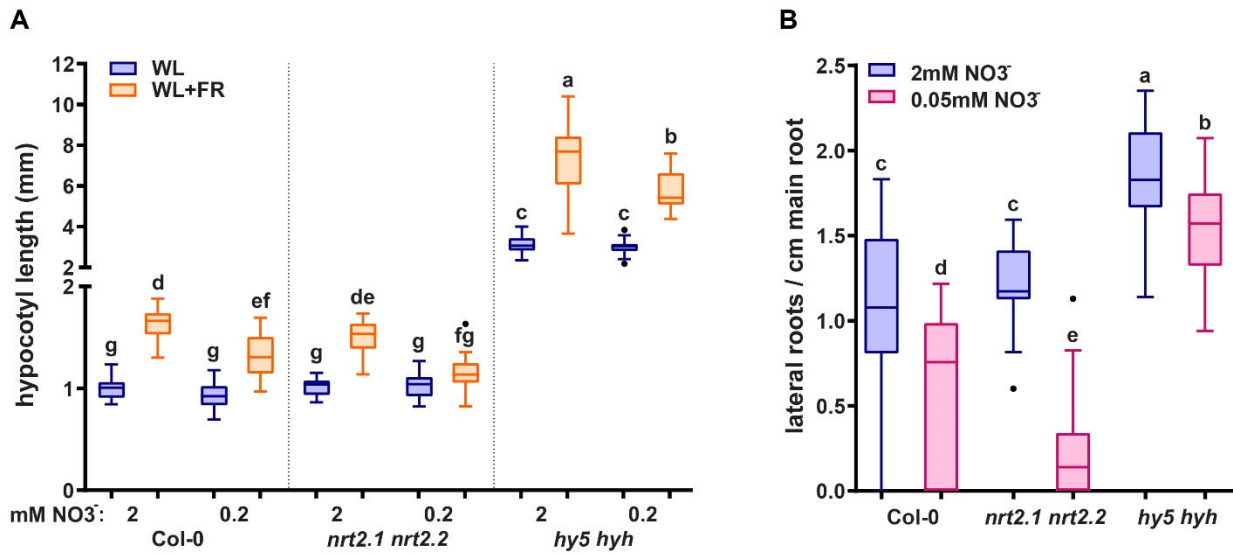 A
hypocotyl length (mm)
WL
WL+FR
12
10
8
6
4
2
2
1
0
g
d
g
ef
g
de
g
fg
c
a
c
b
mM NO3⁻: 2 0.2 2 0.2 2 0.2
Col-0 nrt2.1 nrt2.2 hy5 hyh
B
lateral roots / cm main root
2mM NO3⁻
0.05mM NO3⁻
2.5
2.0
1.5
1.0
0.5
0.0
c
d
c
e
a
b
Col-0 nrt2.1 nrt2.2 hy5 hyh